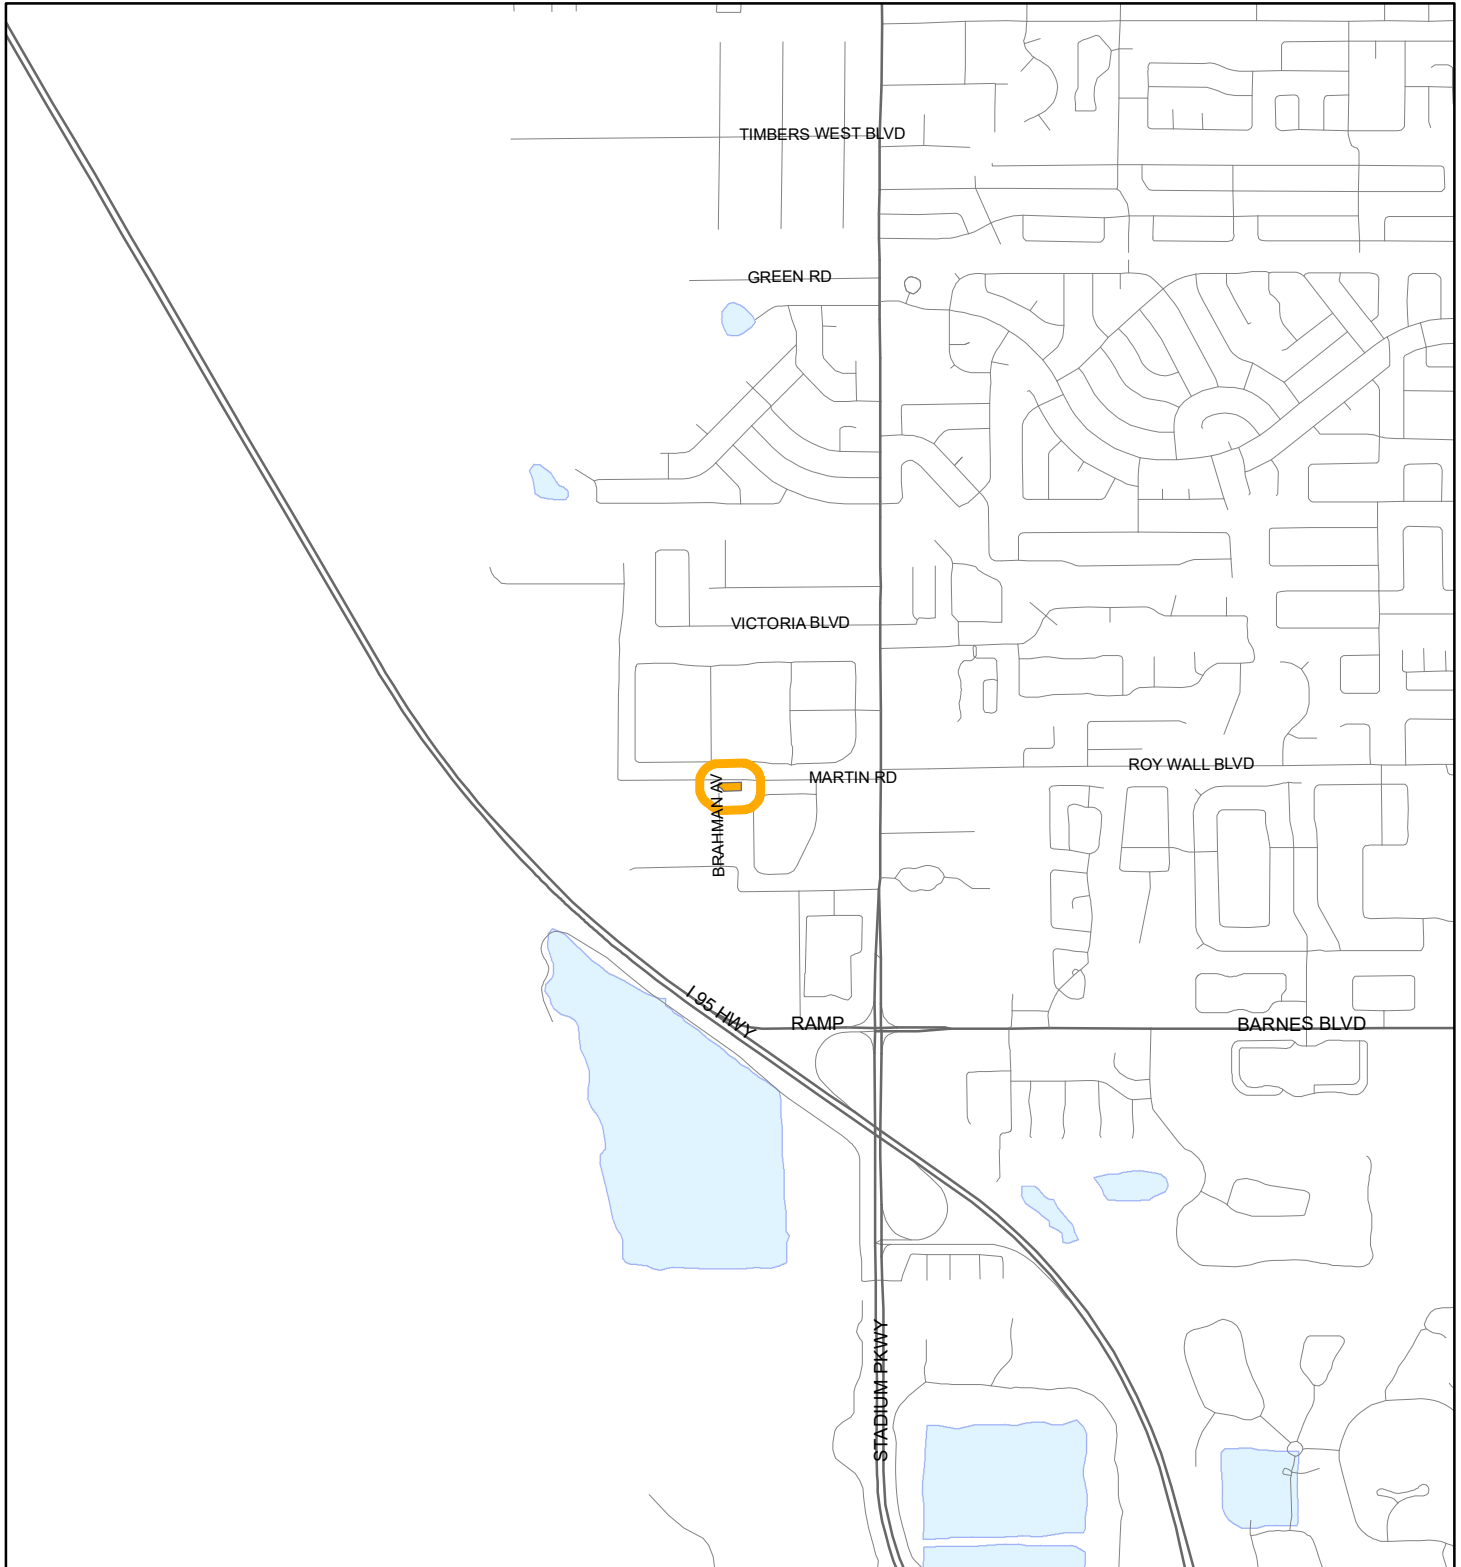 TIMBERS WEST BLVD
GREEN RD
VICTORIA BLVD
ROY WALL BLVD
MARTIN RD
BRAHMAN AV
I 95 HWY
RAMP
BARNES BLVD
STADIUM PKWY